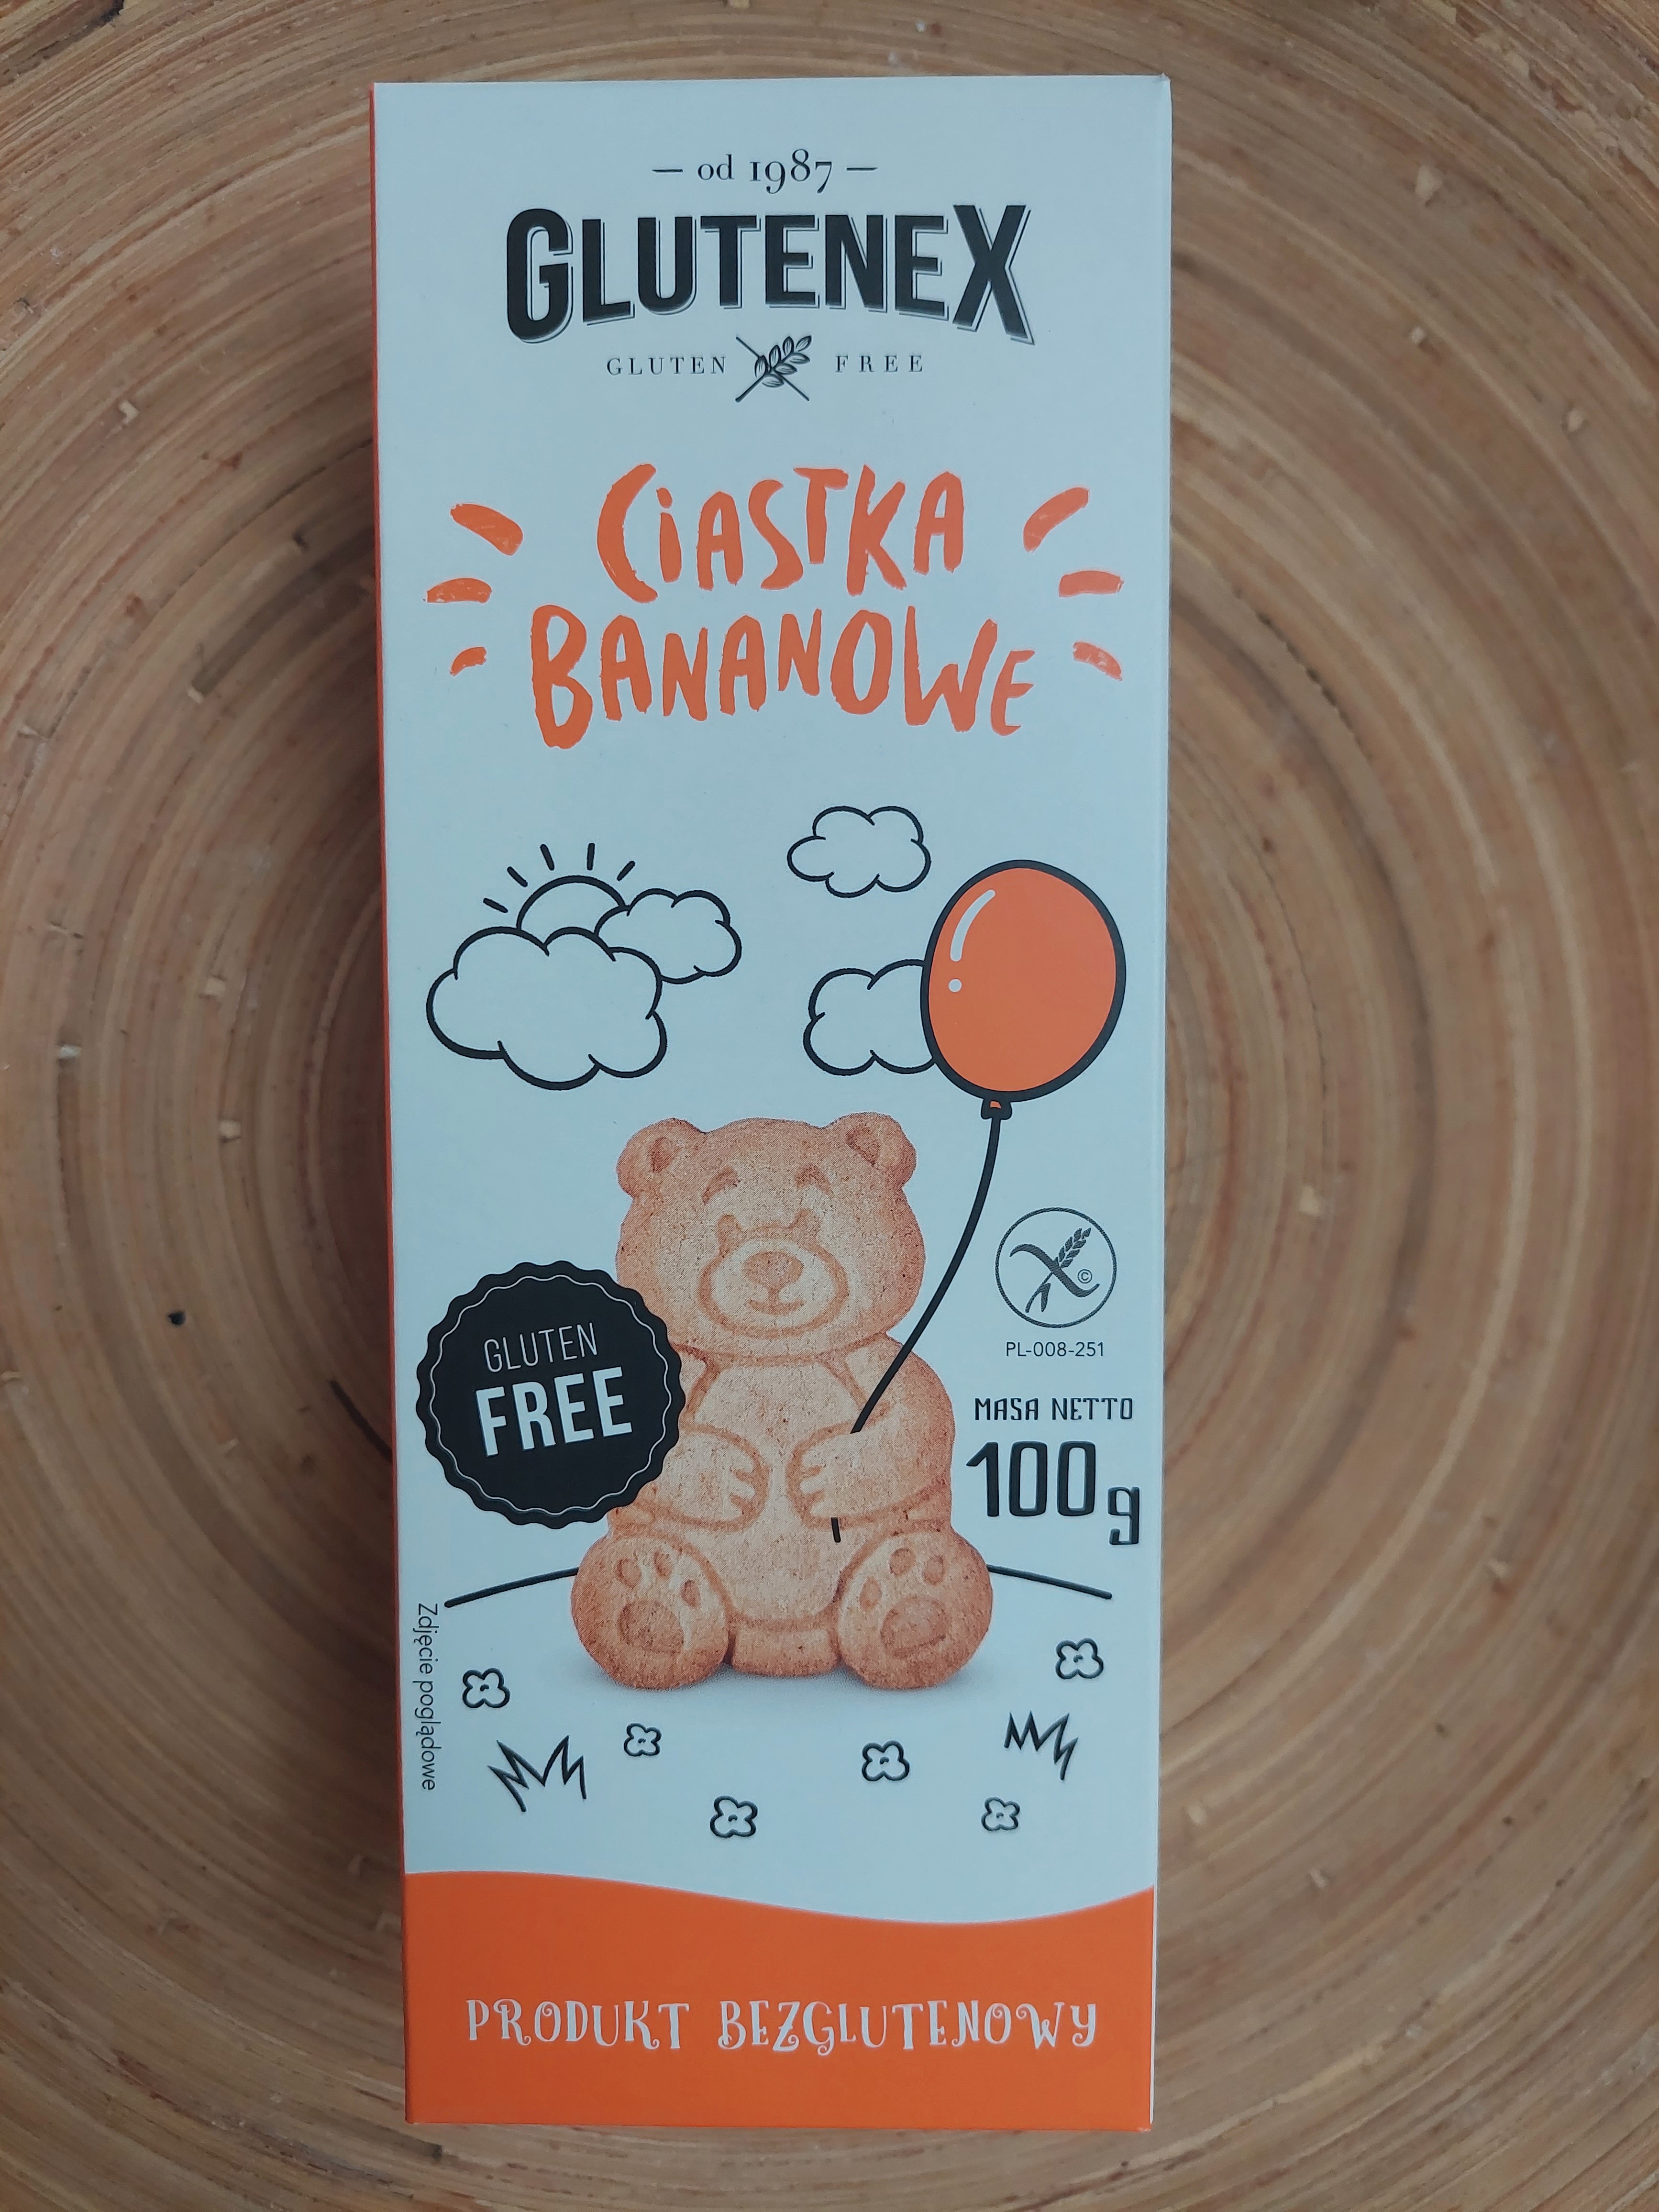 — od 1987 —
GLUTENEX
GLUTEN FREE
CiASTKA
BANANOWE
GLUTEN
FREE
©
PL-008-251
MASA NETTO
100g
Zdjęcie poglądowe
PRODUKT BEZGLUTENOWY